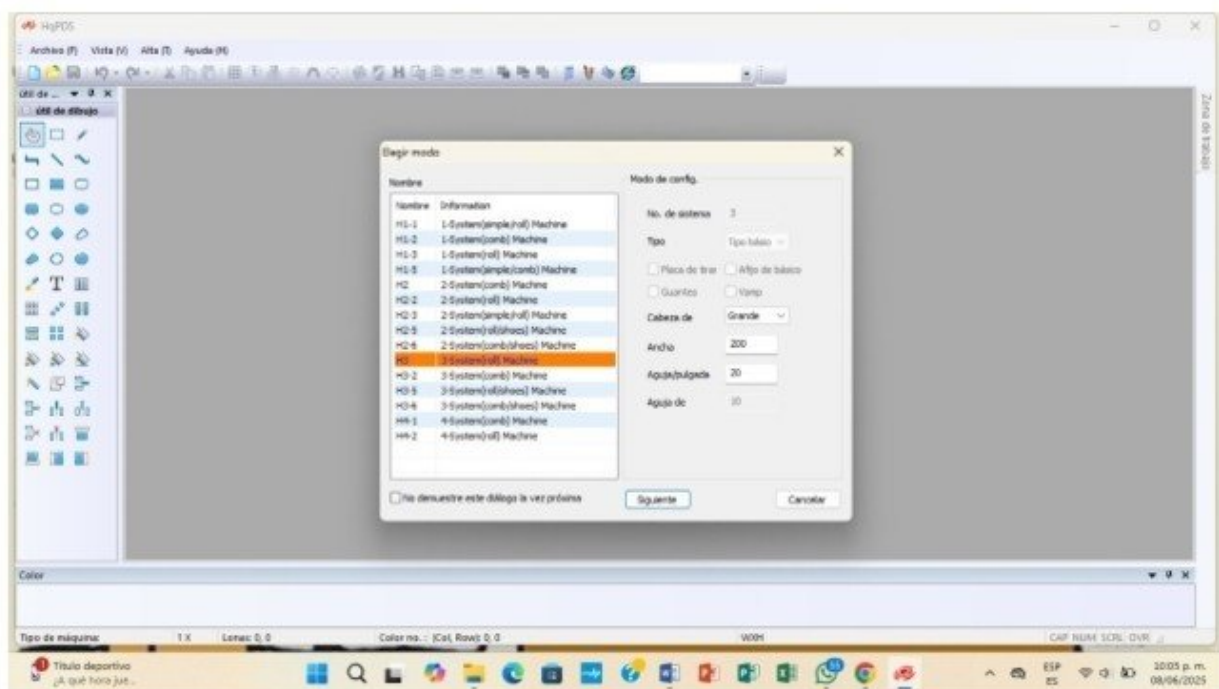 HqPDS
Archivo (F) Vista (V) Alta (T) Ayuda (H)
útil de ...
útil de dibujo
Zona de trabajo
Elegir modo
Nombre
Nombre Information
H1-1 1-System(simple/roll) Machine
H1-2 1-System(comb) Machine
H1-3 1-System(roll) Machine
H1-5 1-System(simple/comb) Machine
H2 2-System(comb) Machine
H2-2 2-System(roll) Machine
H2-3 2-System(simple/roll) Machine
H2-5 2-System(roll/shoes) Machine
H2-6 2-System(comb/shoes) Machine
H3 3-System(roll) Machine
H3-2 3-System(comb) Machine
H3-5 3-System(roll/shoes) Machine
H3-6 3-System(comb/shoes) Machine
H4-1 4-System(comb) Machine
H4-2 4-System(roll) Machine
No demuestre este diálogo la vez próxima
Modo de config.
No. de sistema 3
Tipo Tipo básio
Placa de tirar Afijo de básico
Guantes Vamp
Cabeza de Grande
Ancho 200
Aguja/pulgada 20
Aguja de 10
Siguiente Cancelar
Color
Tipo de máquina: 1 X Lonas: 0, 0 Color no. : (Col, Row): 0, 0 WXH CAP NUM SCRL OVR
Título deportivo
¿A qué hora jue...
ESP
ES
10:05 p. m.
08/06/2025